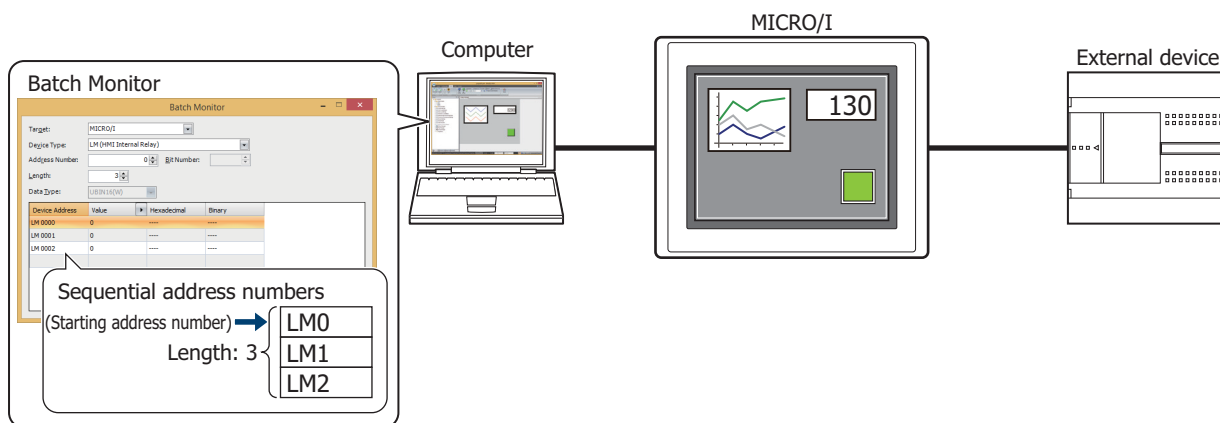 MICRO/I
Computer
External device
Batch Monitor
Batch Monitor
Target: MICRO/I
Device Type: LM (HMI Internal Relay)
Address Number: 0 Bit Number:
Length: 3
Data Type: UBIN16(W)
Device Address Value Hexadecimal Binary
LM 0000 0 ---- ----
LM 0001 0 ---- ----
LM 0002 0 ---- ----
130
Sequential address numbers
(Starting address number) LM0
Length: 3 LM1
LM2